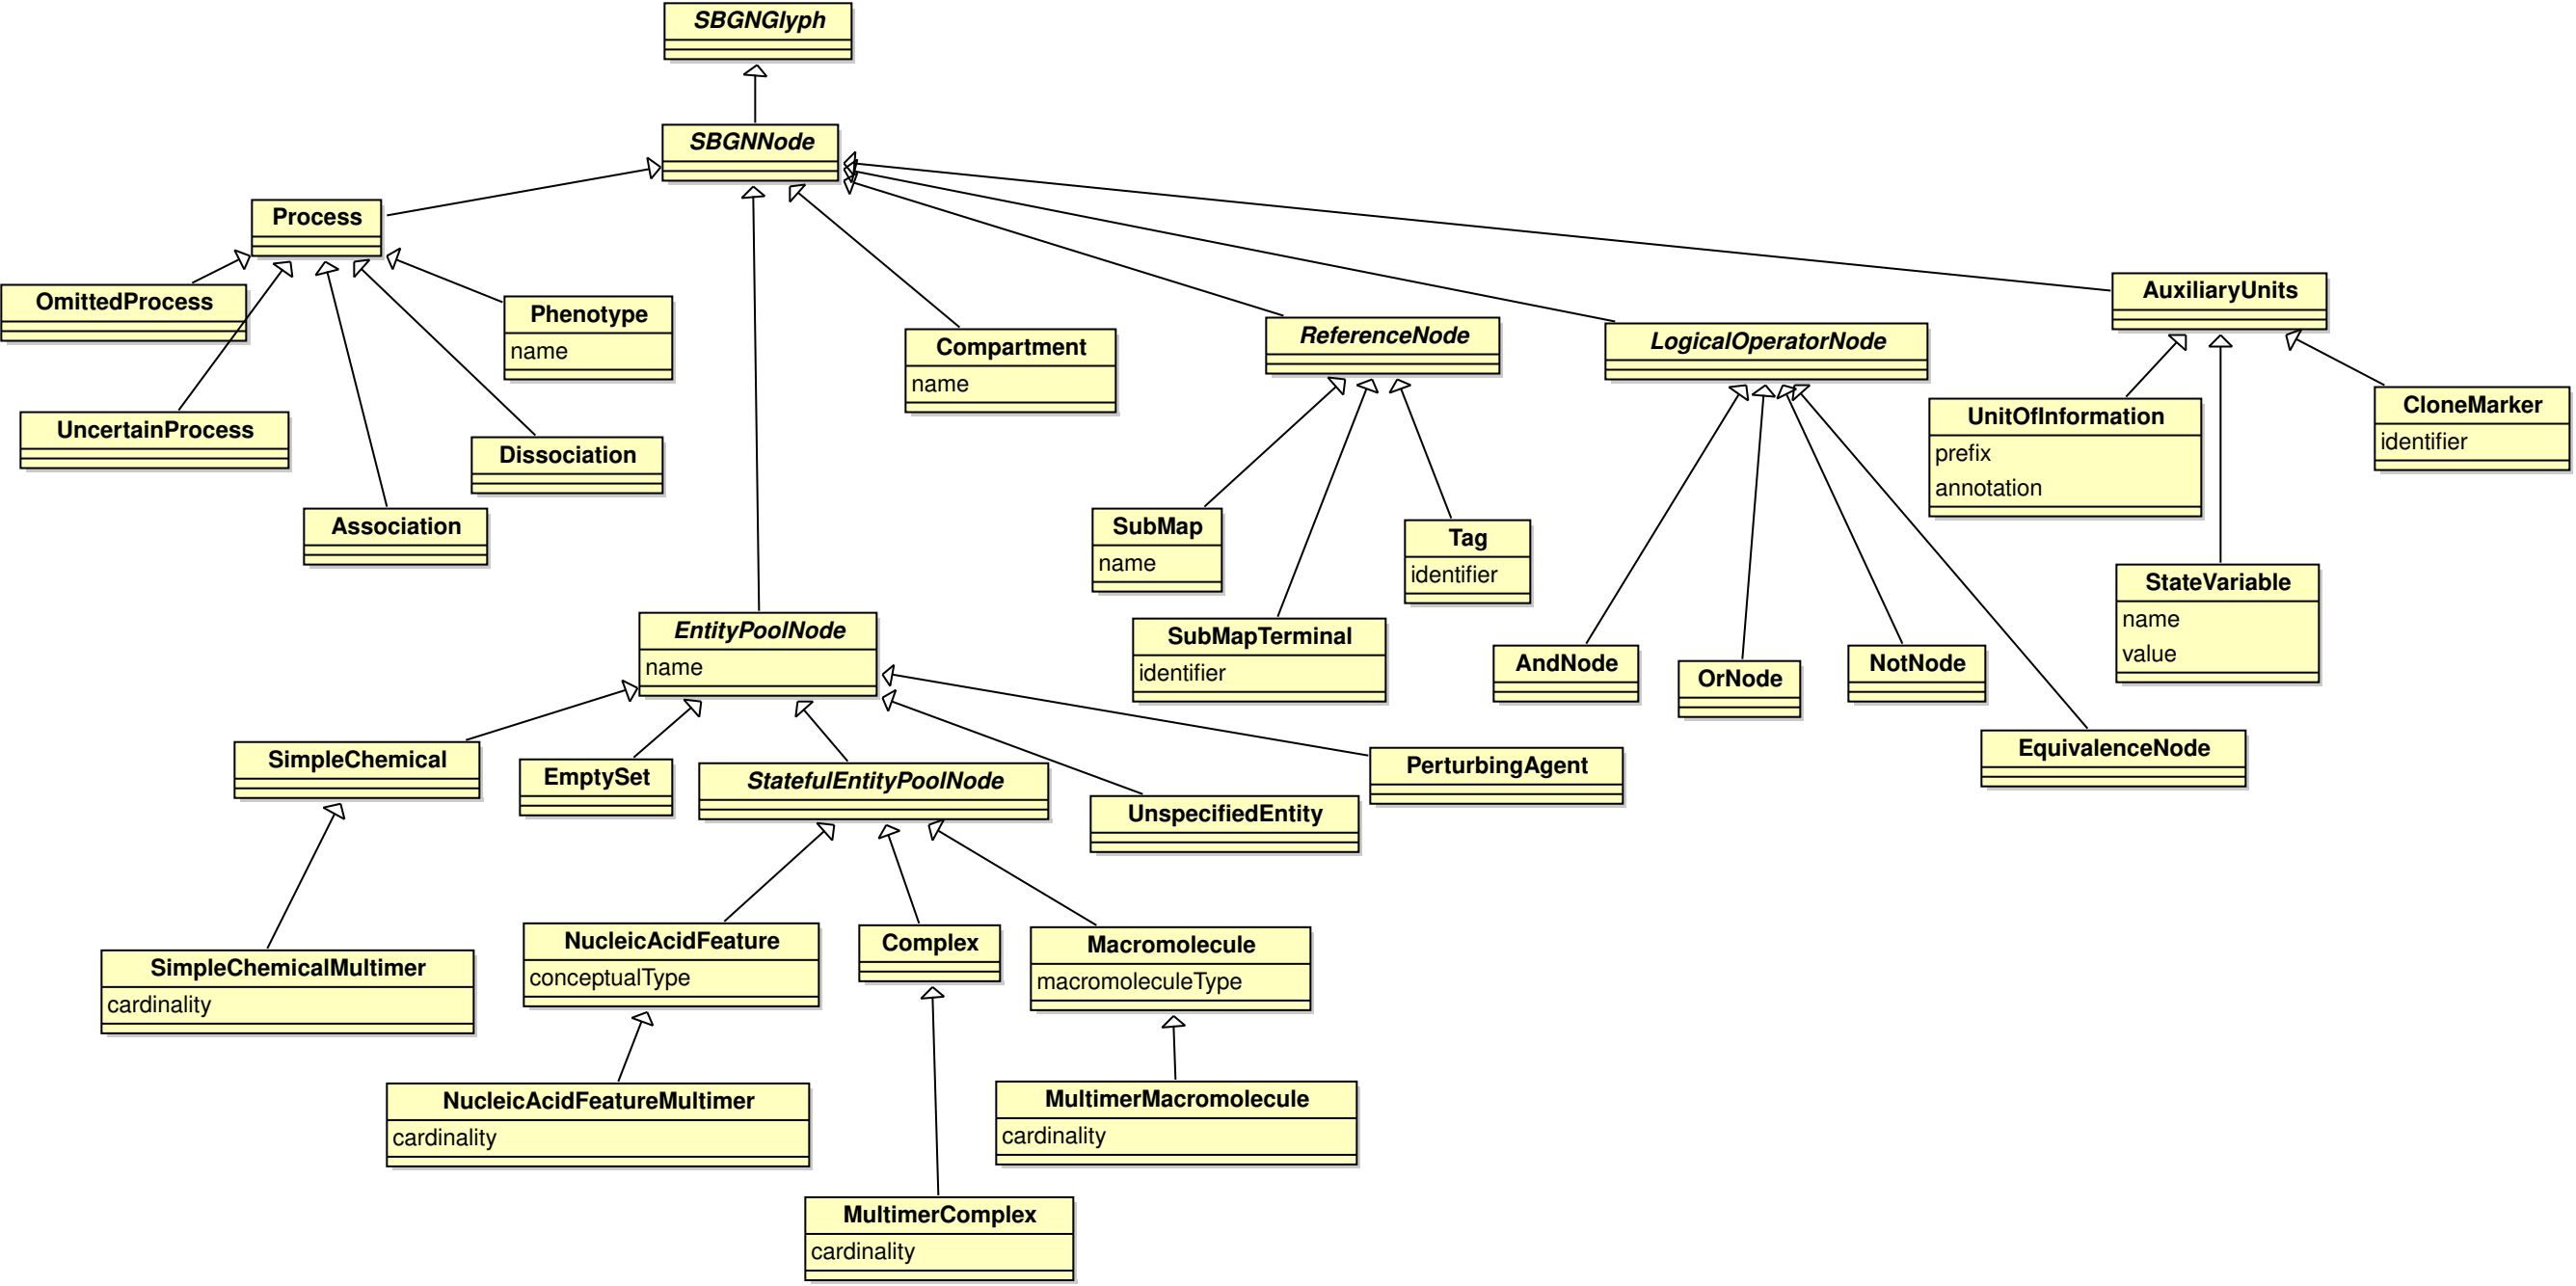 SBGNGlyph
SBGNNode
Process
OmittedProcess
Phenotype
name
UncertainProcess
Dissociation
Association
Compartment
name
ReferenceNode
LogicalOperatorNode
AuxiliaryUnits
UnitOfInformation
prefix
annotation
CloneMarker
identifier
SubMap
name
Tag
identifier
SubMapTerminal
identifier
StateVariable
name
value
AndNode
OrNode
NotNode
EquivalenceNode
EntityPoolNode
name
SimpleChemical
EmptySet
StatefulEntityPoolNode
UnspecifiedEntity
PerturbingAgent
SimpleChemicalMultimer
cardinality
NucleicAcidFeature
conceptualType
Complex
Macromolecule
macromoleculeType
NucleicAcidFeatureMultimer
cardinality
MultimerMacromolecule
cardinality
MultimerComplex
cardinality